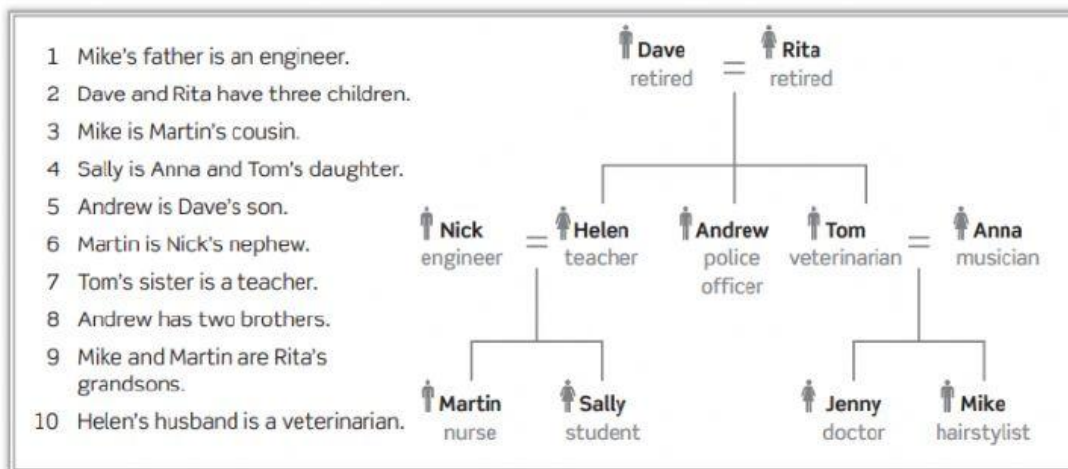 1 Mike's father is an engineer.
2 Dave and Rita have three children.
3 Mike is Martin's cousin.
4 Sally is Anna and Tom's daughter.
5 Andrew is Dave's son.
6 Martin is Nick's nephew.
7 Tom's sister is a teacher.
8 Andrew has two brothers.
9 Mike and Martin are Rita's
grandsons.
10 Helen's husband is a veterinarian.
Dave
retired
=
Rita
retired
Nick
engineer
=
Helen
teacher
Andrew
police
officer
Tom
veterinarian
=
Anna
musician
Martin
nurse
Sally
student
Jenny
doctor
Mike
hairstylist